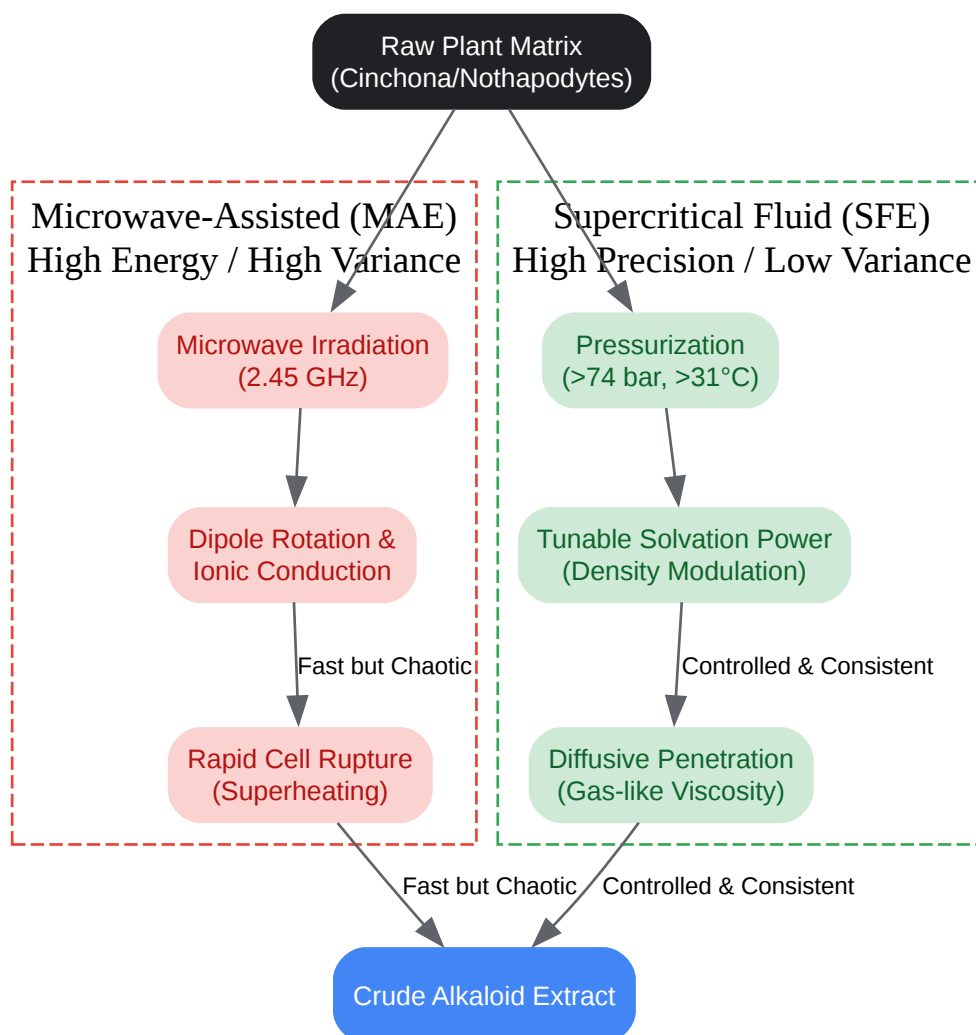 Raw Plant Matrix
(Cinchona/Nothapodytes)
Microwave-Assisted (MAE)
High Energy / High Variance
Microwave Irradiation
(2.45 GHz)
Dipole Rotation &
Ionic Conduction
Fast but Chaotic
Rapid Cell Rupture
(Superheating)
Supercritical Fluid (SFE)
High Precision / Low Variance
Pressurization
(>74 bar, >31°C)
Tunable Solvation Power
(Density Modulation)
Controlled & Consistent
Diffusive Penetration
(Gas-like Viscosity)
Fast but Chaotic
Controlled & Consistent
Crude Alkaloid Extract